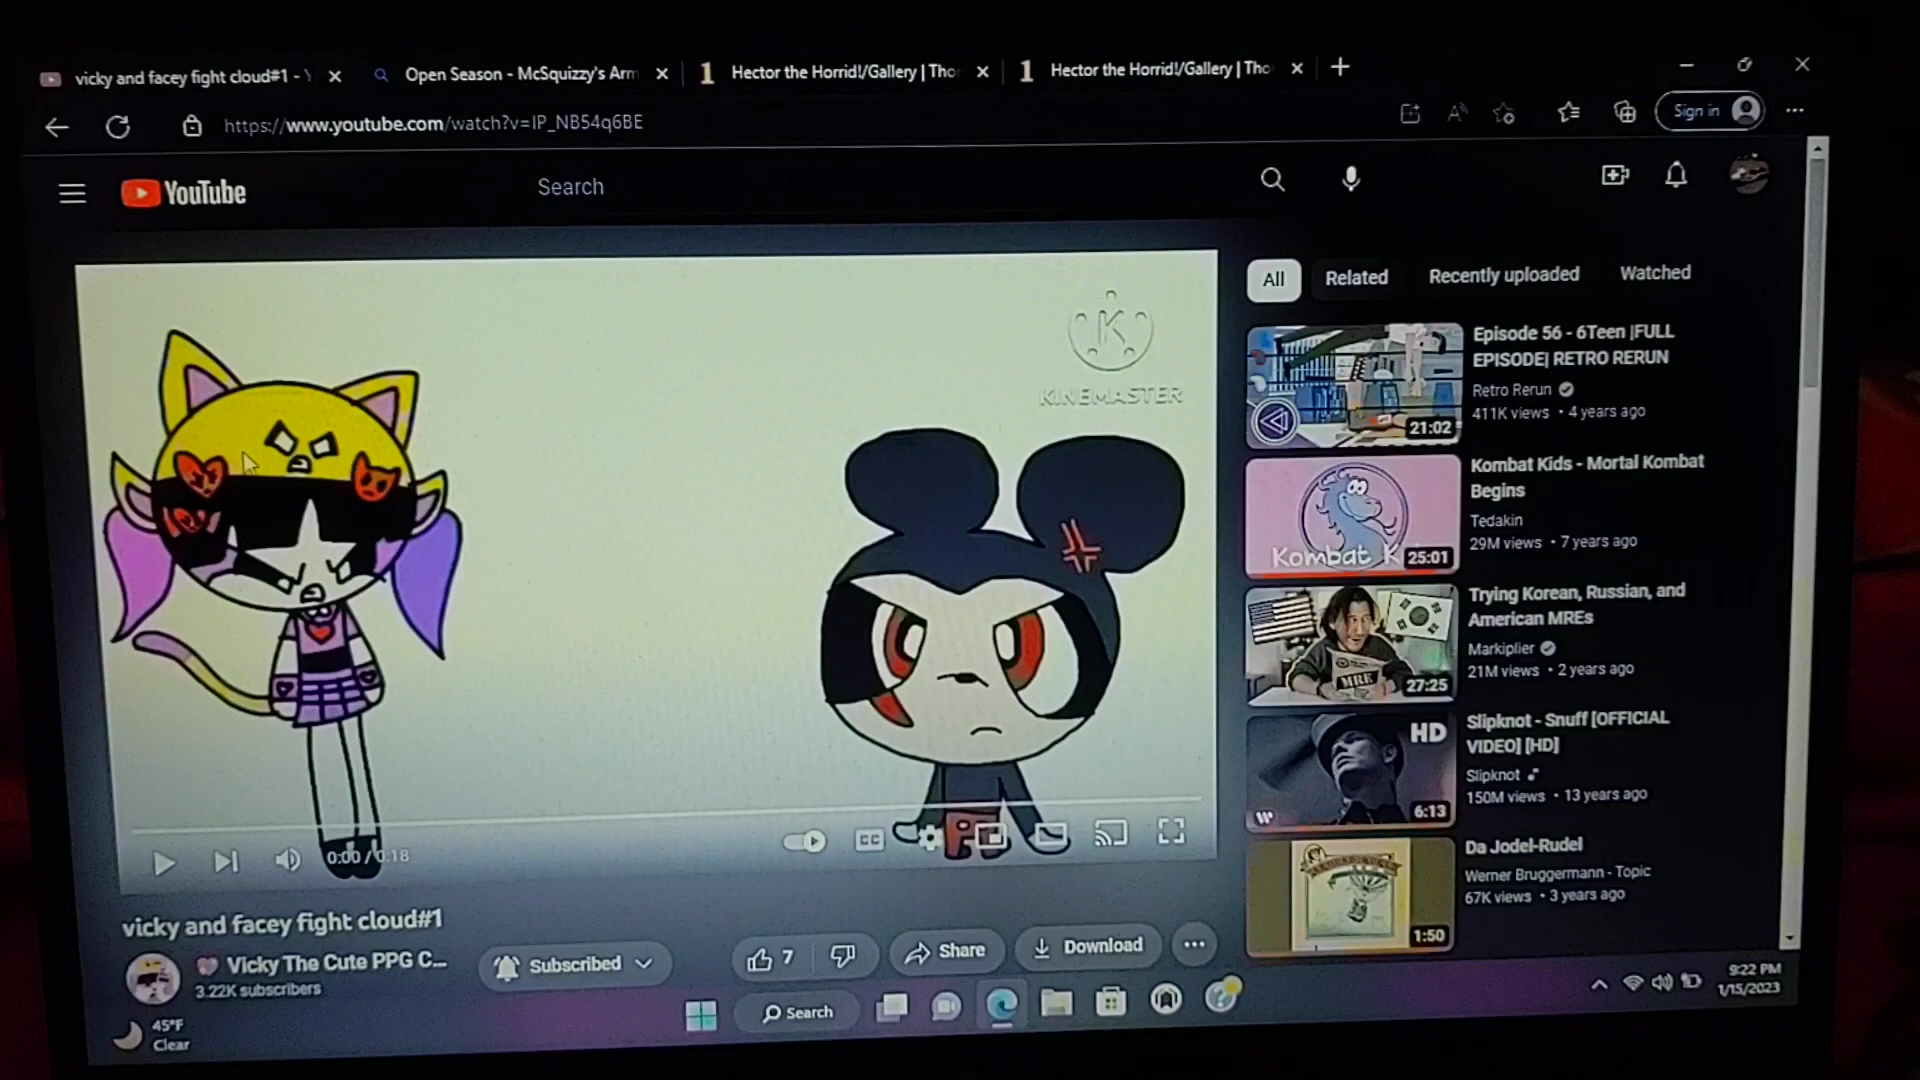 vicky and facey fight cloud#1 - Y
Open Season - McSquizzy's Arm
1 Hector the Horrid!/Gallery | Tho
1 Hector the Horrid!/Gallery | Tho
https://www.youtube.com/watch?v=IP_NB54q6BE
Sign in
YouTube
Search
K
KINEMASTER
F
CC
0:00 / 0:18
vicky and facey fight cloud#1
Vicky The Cute PPG C...
3.22K subscribers
Subscribed
7
Share
Download
All
Related
Recently uploaded
Watched
Episode 56 - 6Teen |FULL
EPISODE| RETRO RERUN
Retro Rerun
411K views • 4 years ago
21:02
Kombat Kids - Mortal Kombat
Begins
Tedakin
29M views • 7 years ago
Kombat K
25:01
Trying Korean, Russian, and
American MREs
Markiplier
21M views • 2 years ago
MRE
27:25
Slipknot - Snuff [OFFICIAL
VIDEO] [HD]
Slipknot
150M views • 13 years ago
HD
W
6:13
Da Jodel-Rudel
Werner Bruggermann - Topic
67K views • 3 years ago
1:50
45°F
Clear
Search
9:22 PM
1/15/2023